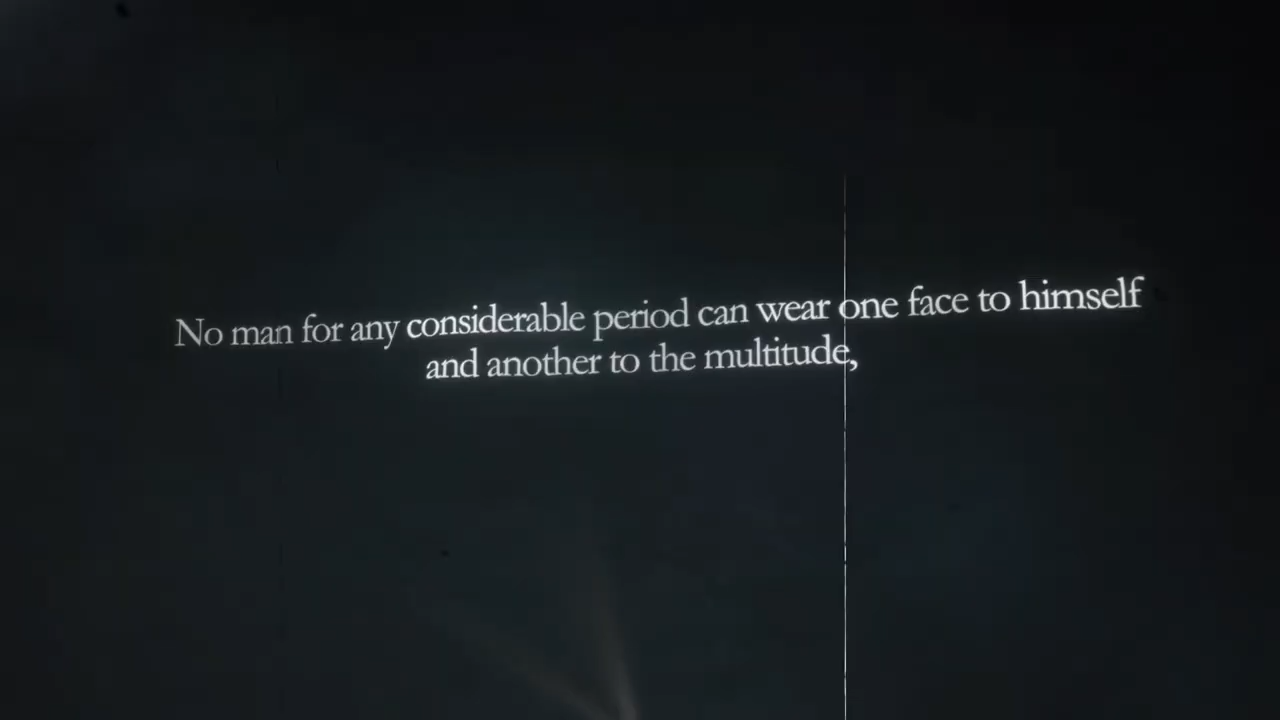 No man for any considerable period can wear one face to himself
and another to the multitude,